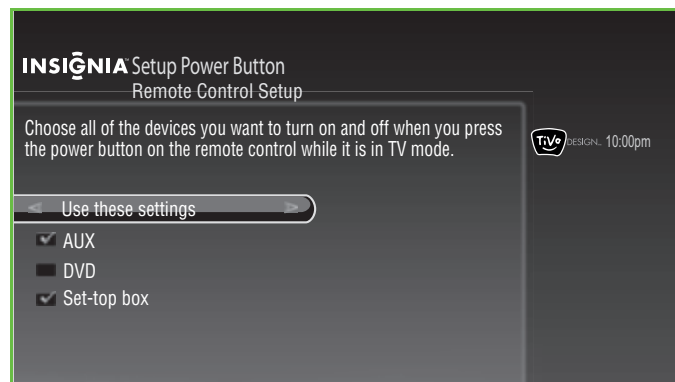 INSIGNIA™ Setup Power Button
Remote Control Setup
Choose all of the devices you want to turn on and off when you press
the power button on the remote control while it is in TV mode.
TiVo DESIGN™ 10:00pm
Use these settings
AUX
DVD
Set-top box